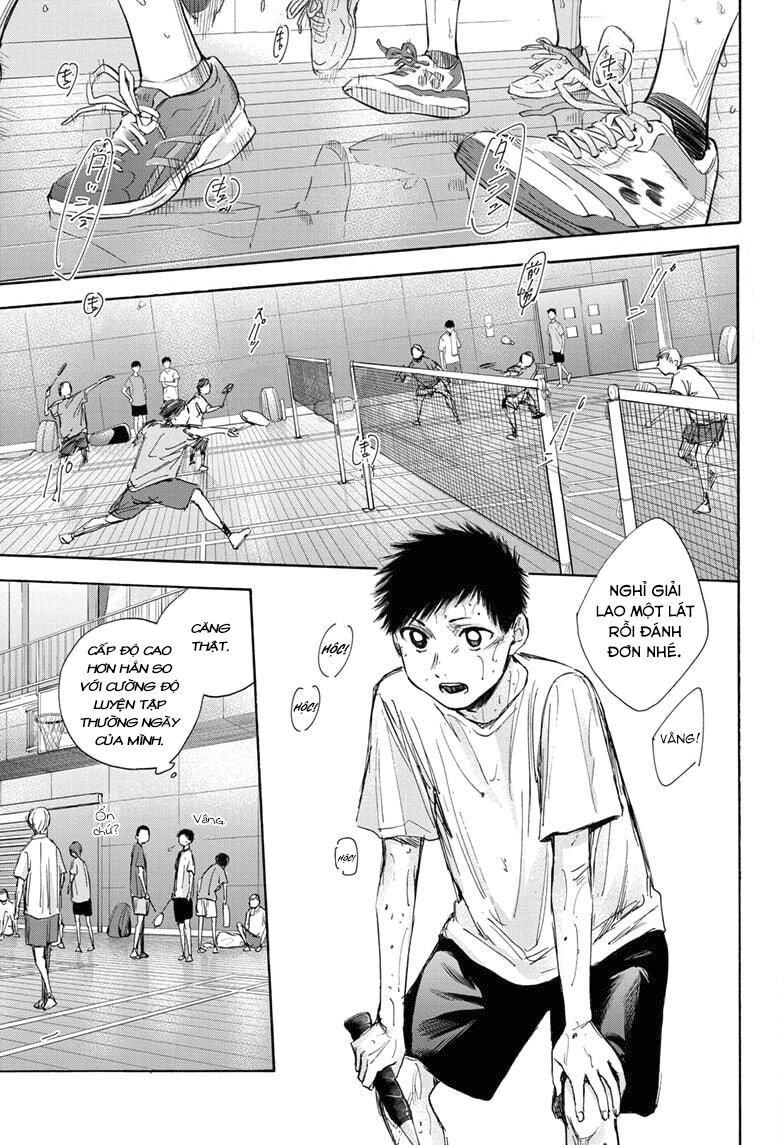 NGHỈ GIẢI
LAO MỘT LÁT
RỒI ĐÁNH
ĐƠN NHÉ.
VÂNG!
HỘC!
HỘC!
HỘC!
CĂNG
THẬT.
CẤP ĐỘ CAO
HƠN HẲN SO
VỚI CƯỜNG ĐỘ
LUYỆN TẬP
THƯỜNG NGÀY
CỦA MÌNH.
Ổn
chứ?
Vâng.